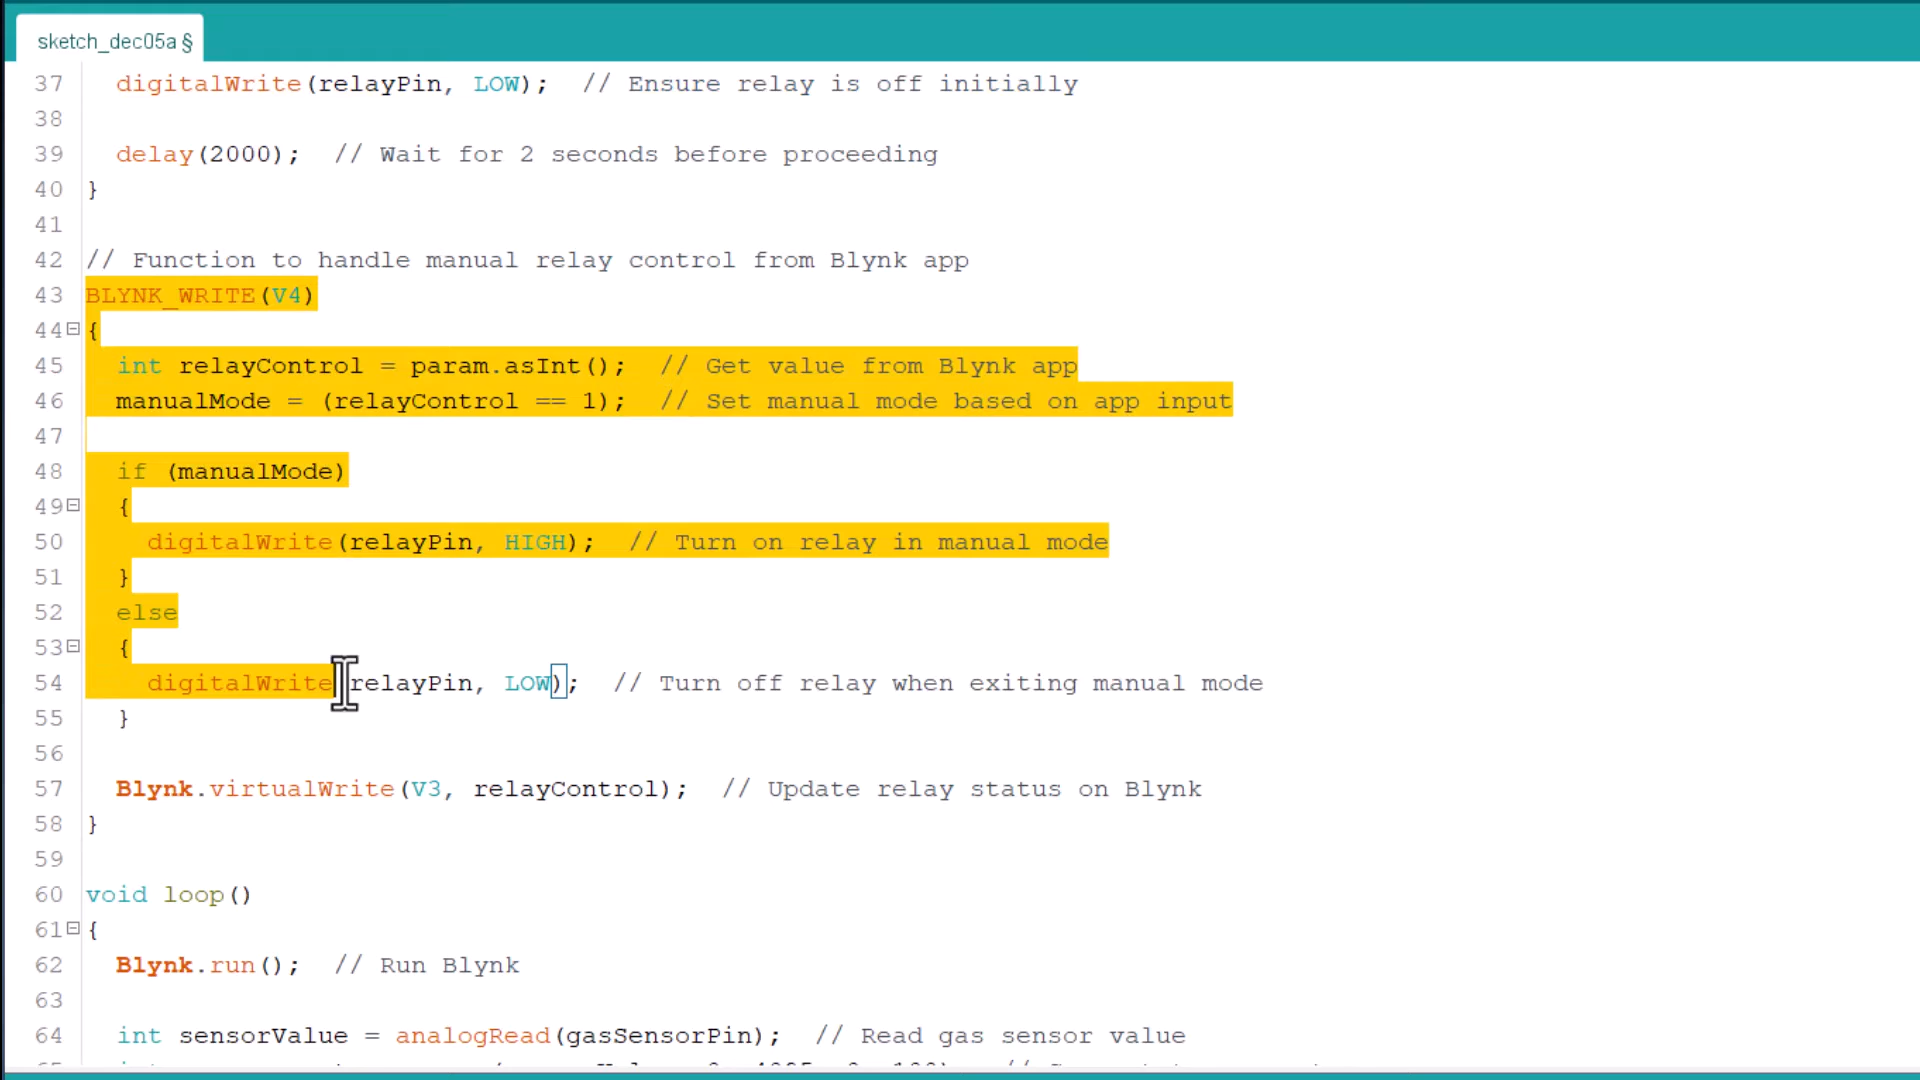 sketch_dec05a §
37   digitalWrite(relayPin, LOW);  // Ensure relay is off initially
38
39   delay(2000);  // Wait for 2 seconds before proceeding
40 }
41
42 // Function to handle manual relay control from Blynk app
43 BLYNK_WRITE(V4)
44 {
45   int relayControl = param.asInt();  // Get value from Blynk app
46   manualMode = (relayControl == 1);  // Set manual mode based on app input
47
48   if (manualMode)
49   {
50     digitalWrite(relayPin, HIGH);  // Turn on relay in manual mode
51   }
52   else
53   {
54     digitalWrite(relayPin, LOW);  // Turn off relay when exiting manual mode
55   }
56
57   Blynk.virtualWrite(V3, relayControl);  // Update relay status on Blynk
58 }
59
60 void loop()
61 {
62   Blynk.run();  // Run Blynk
63
64   int sensorValue = analogRead(gasSensorPin);  // Read gas sensor value